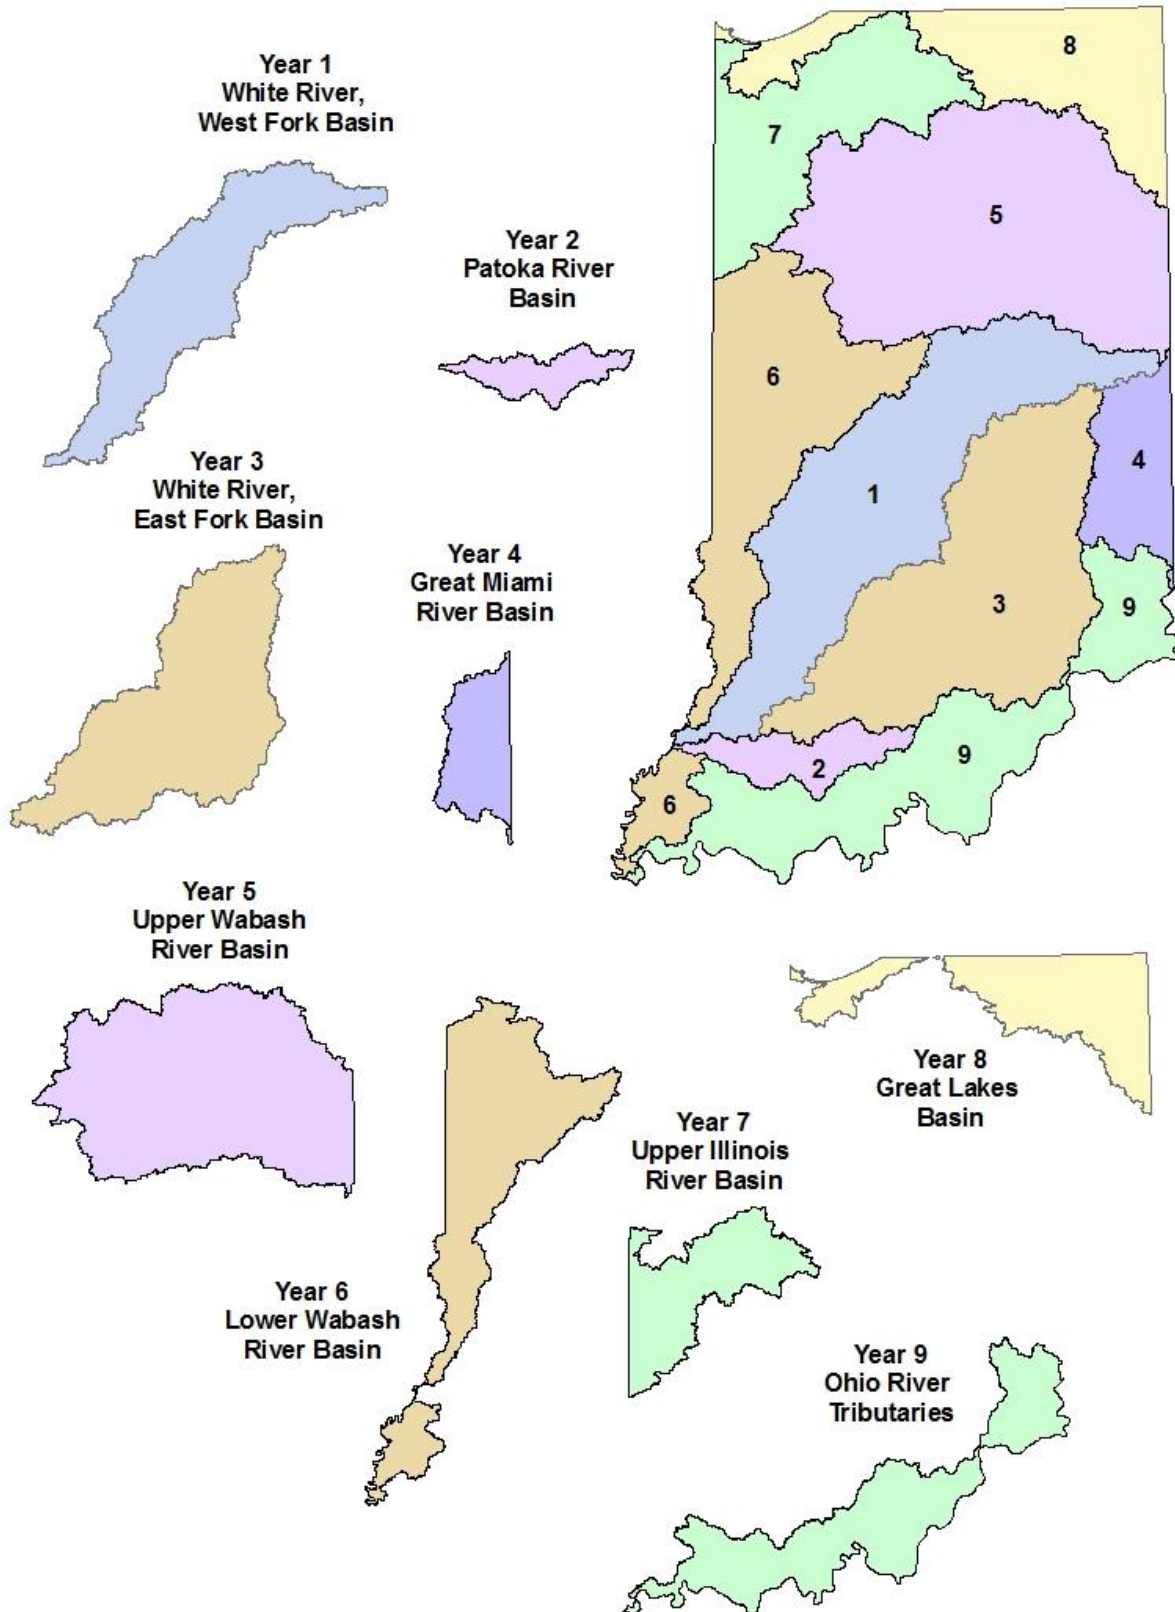 Year 1
White River,
West Fork Basin
8
7
Year 2
Patoka River
Basin
5
6
Year 3
White River,
East Fork Basin
4
1
Year 4
Great Miami
River Basin
3
9
2
9
6
Year 5
Upper Wabash
River Basin
Year 8
Great Lakes
Basin
Year 7
Upper Illinois
River Basin
Year 6
Lower Wabash
River Basin
Year 9
Ohio River
Tributaries